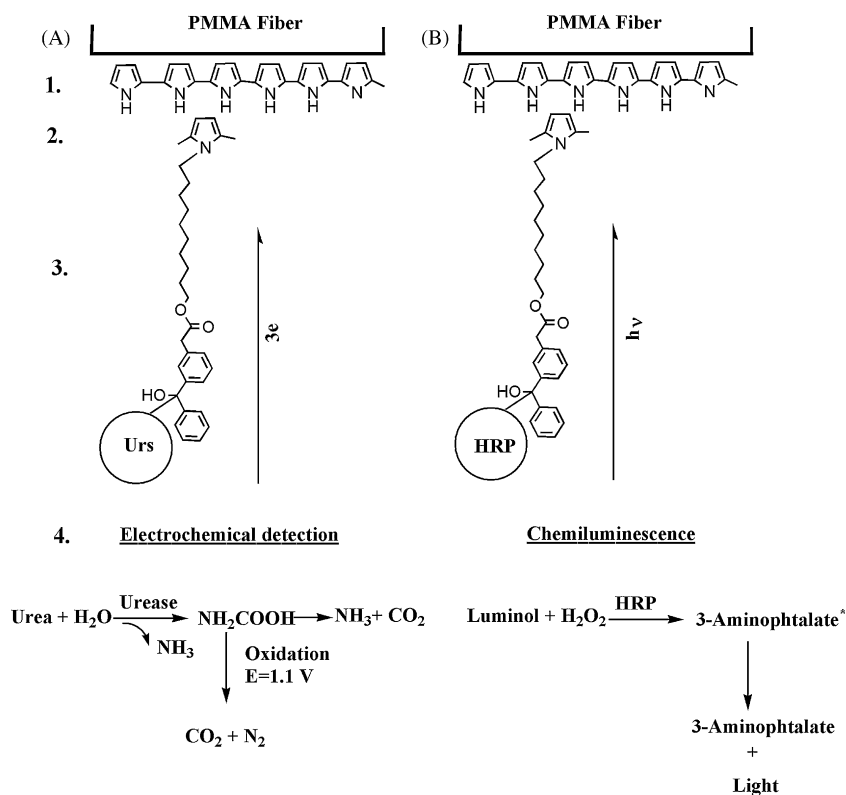 (A) PMMA Fiber
(B) PMMA Fiber
1.
N H N H N H N H N H N
N H N H N H N H N H N
2.
N
N
3.
O
O
3e
HO
Urs
O
O
hν
HO
HRP
4. Electrochemical detection
Chemiluminescence
Urea + H₂O Urease NH₂COOH NH₃+ CO₂
NH₃
Oxidation
E=1.1 V
CO₂ + N₂
Luminol + H₂O₂ HRP 3-Aminophtalate*
3-Aminophtalate
+
Light